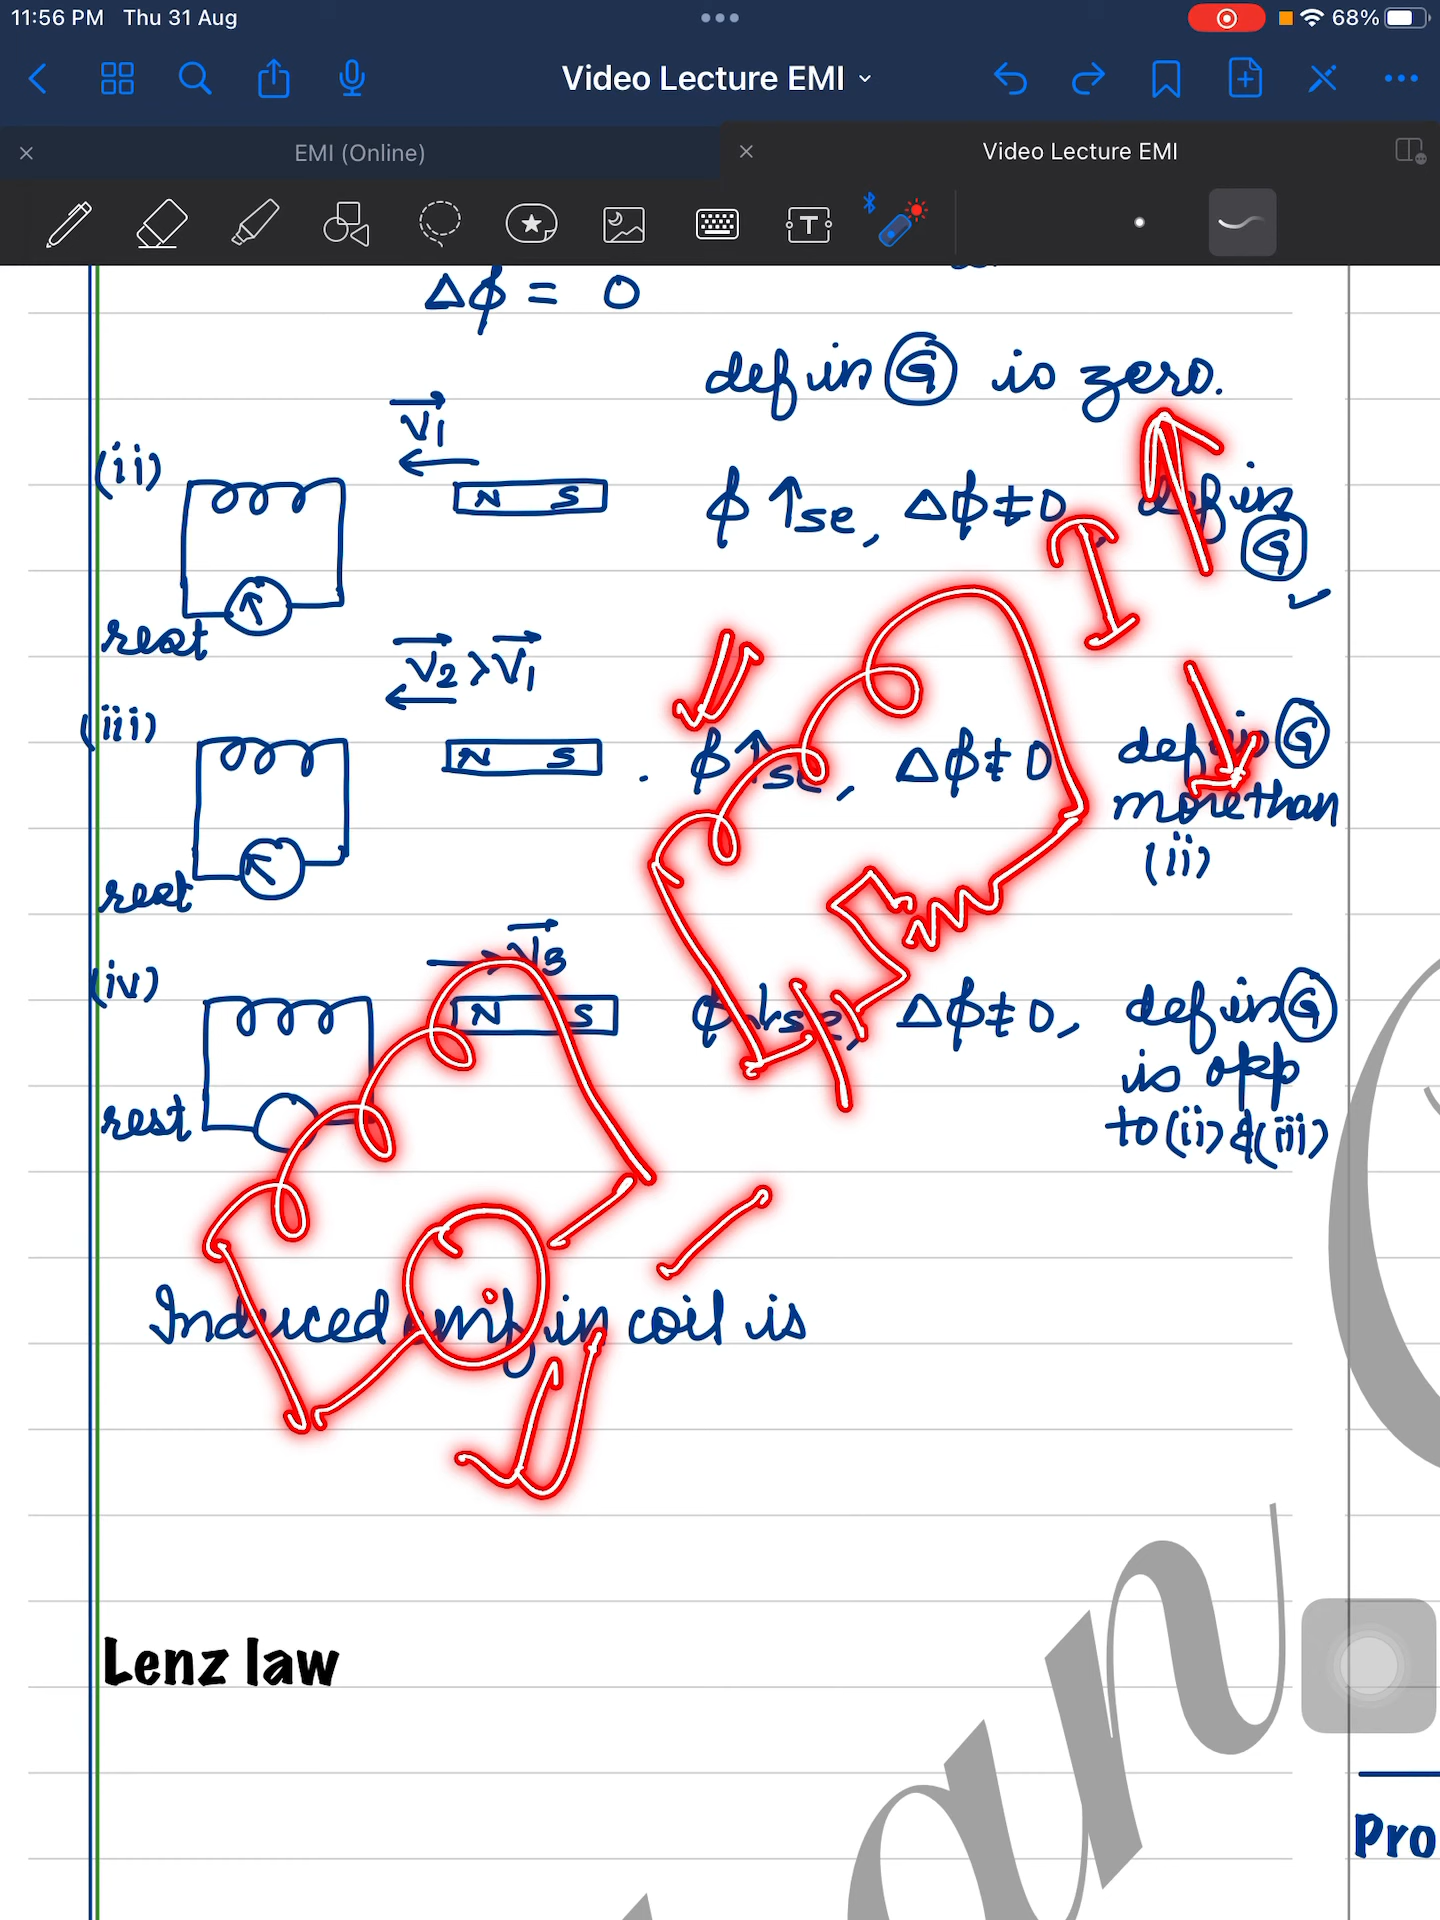 11:56 PM Thu 31 Aug 68%
Video Lecture EMI
EMI (Online) Video Lecture EMI
Δϕ = 0
def in G is zero.
(ii) V₁
N S ϕ ↑se, Δϕ ≠ 0, def in G
rest
V₂ > V₁
(iii) N S ϕ ↑se, Δϕ ≠ 0 def in G
more than
(ii)
rest
V₃
(iv) N S ϕ ↓se, Δϕ ≠ 0, def in G
is opp
to (ii) & (iii)
rest
I
Induced emf in coil is
Lenz law
Pro